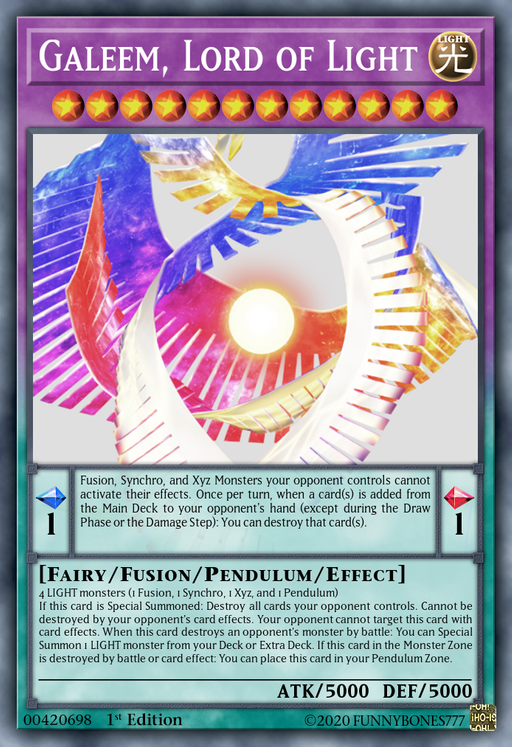 GALEEM, LORD OF LIGHT
LIGHT
光
Fusion, Synchro, and Xyz Monsters your opponent controls cannot
activate their effects. Once per turn, when a card(s) is added from
the Main Deck to your opponent's hand (except during the Draw
Phase or the Damage Step): You can destroy that card(s).
1
1
[FAIRY/FUSION/PENDULUM/EFFECT]
4 LIGHT monsters (1 Fusion, 1 Synchro, 1 Xyz, and 1 Pendulum)
If this card is Special Summoned: Destroy all cards your opponent controls. Cannot be
destroyed by your opponent's card effects. Your opponent cannot target this card with
card effects. When this card destroys an opponent's monster by battle: You can Special
Summon 1 LIGHT monster from your Deck or Extra Deck. If this card in the Monster Zone
is destroyed by battle or card effect: You can place this card in your Pendulum Zone.
ATK/5000 DEF/5000
00420698 1st Edition ©2020 FUNNYBONES777